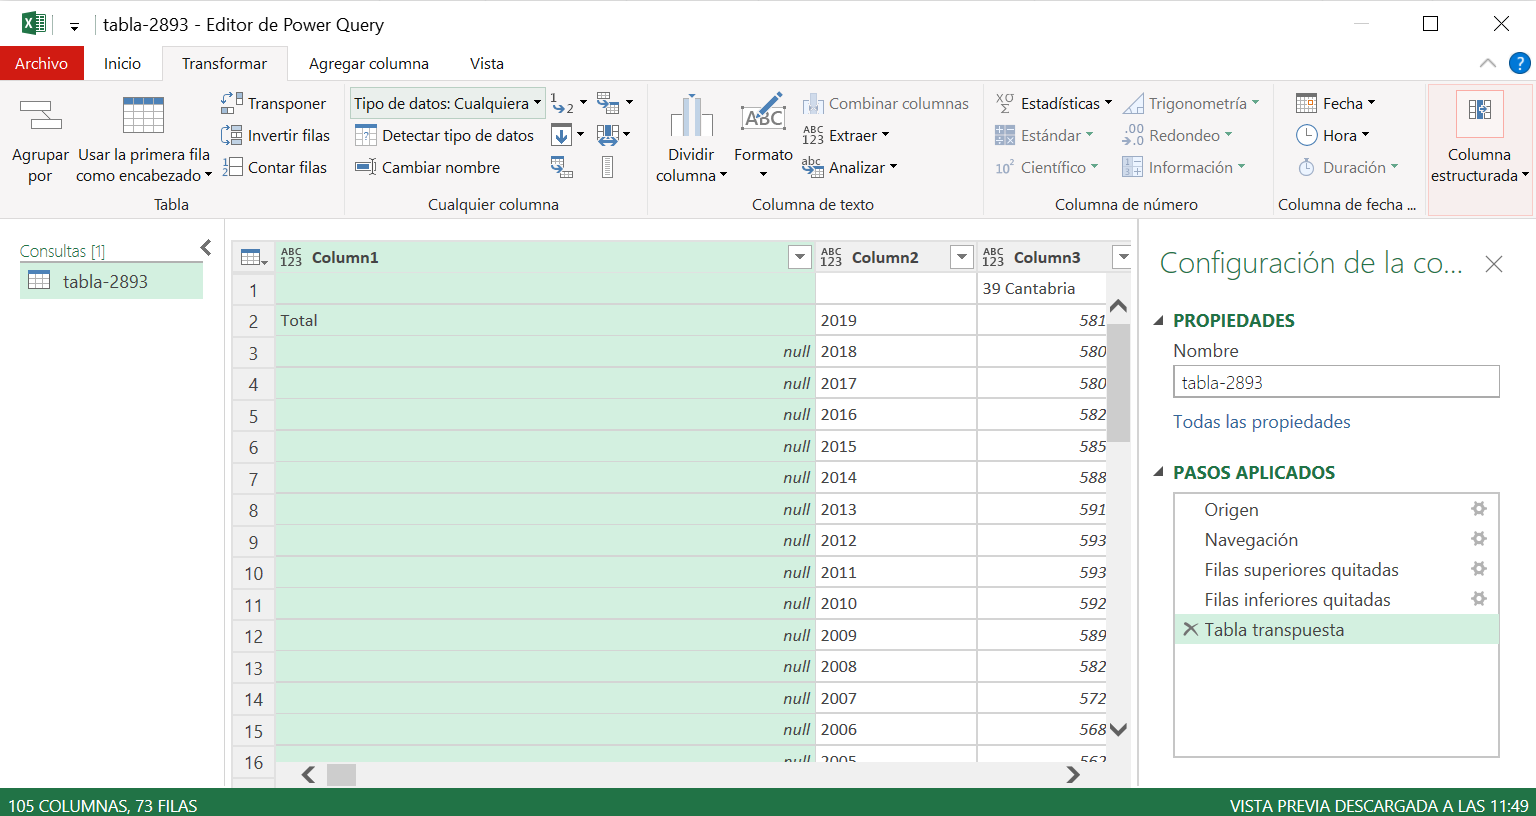 tabla-2893 - Editor de Power Query
Archivo Inicio Transformar Agregar columna Vista ?
Agrupar por
Usar la primera fila como encabezado
Transponer
Invertir filas
Contar filas
Tabla
Tipo de datos: Cualquiera
Detectar tipo de datos
Cambiar nombre
Cualquier columna
Dividir columna
Formato
Combinar columnas
Extraer
Analizar
Columna de texto
Estadísticas
Estándar
Científico
Trigonometría
Redondeo
Información
Columna de número
Fecha
Hora
Duración
Columna de fecha ...
Columna estructurada
Consultas [1]
tabla-2893
ABC 123 Column1 ABC 123 Column2 ABC 123 Column3
1 39 Cantabria
2 Total 2019 581
3 null 2018 580
4 null 2017 580
5 null 2016 582
6 null 2015 585
7 null 2014 588
8 null 2013 591
9 null 2012 593
10 null 2011 593
11 null 2010 592
12 null 2009 589
13 null 2008 582
14 null 2007 572
15 null 2006 568
16 null 2005 562
Configuración de la co...
PROPIEDADES
Nombre
tabla-2893
Todas las propiedades
PASOS APLICADOS
Origen
Navegación
Filas superiores quitadas
Filas inferiores quitadas
Tabla transpuesta
105 COLUMNAS, 73 FILAS
VISTA PREVIA DESCARGADA A LAS 11:49